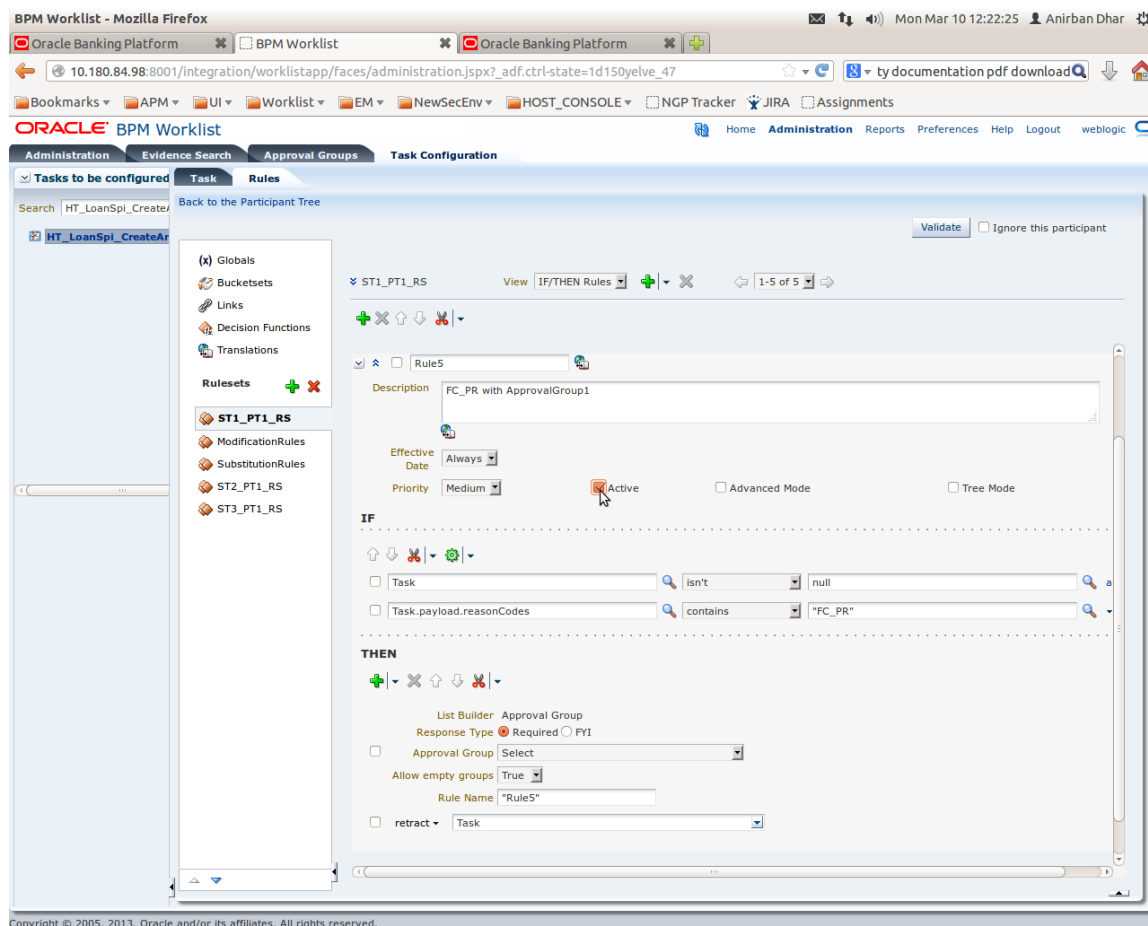 BPM Worklist - Mozilla Firefox
Mon Mar 10 12:22:25 Anirban Dhar
Oracle Banking Platform
BPM Worklist
Oracle Banking Platform
10.180.84.98:8001/integration/worklistapp/faces/administration.jspx?_adf.ctrl-state=1d150yelve_47
ty documentation pdf download
Bookmarks APM UI Worklist EM NewSecEnv HOST_CONSOLE NGP Tracker JIRA Assignments
ORACLE BPM Worklist
Home Administration Reports Preferences Help Logout weblogic
Administration Evidence Search Approval Groups Task Configuration
Tasks to be configured
Task Rules
Search HT_LoanSpi_CreateA
Back to the Participant Tree
HT_LoanSpi_CreateAr
Validate Ignore this participant
(x) Globals
Bucketsets
Links
Decision Functions
Translations
Rulesets
ST1_PT1_RS
ModificationRules
SubstitutionRules
ST2_PT1_RS
ST3_PT1_RS
ST1_PT1_RS View IF/THEN Rules 1-5 of 5
Rule5
Description FC_PR with ApprovalGroup1
Effective Date Always
Priority Medium Active Advanced Mode Tree Mode
IF
Task isn't null a
Task.payload.reasonCodes contains "FC_PR"
THEN
List Builder Approval Group
Response Type Required FYI
Approval Group Select
Allow empty groups True
Rule Name "Rule5"
retract Task
Copyright © 2005, 2013, Oracle and/or its affiliates. All rights reserved.